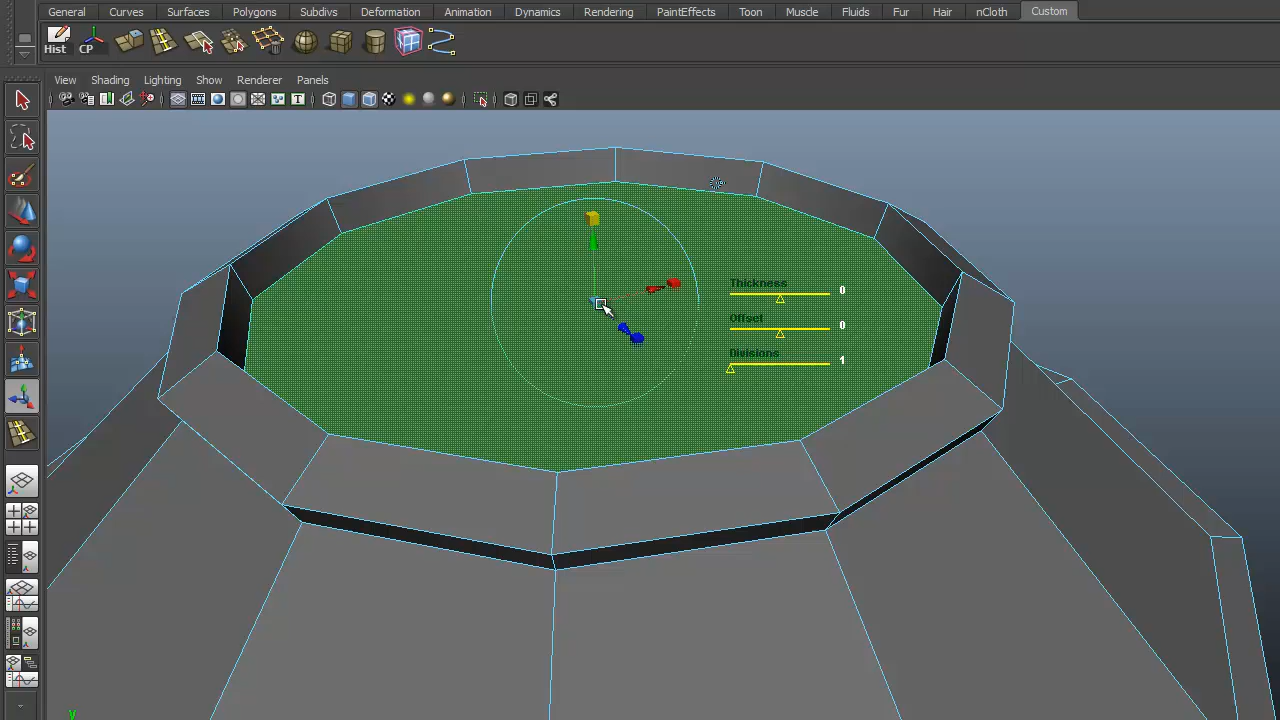 General Curves Surfaces Polygons Subdivs Deformation Animation Dynamics Rendering PaintEffects Toon Muscle Fluids Fur Hair nCloth Custom
Hist CP
View Shading Lighting Show Renderer Panels
Thickness 0
Offset 0
Divisions 1
y